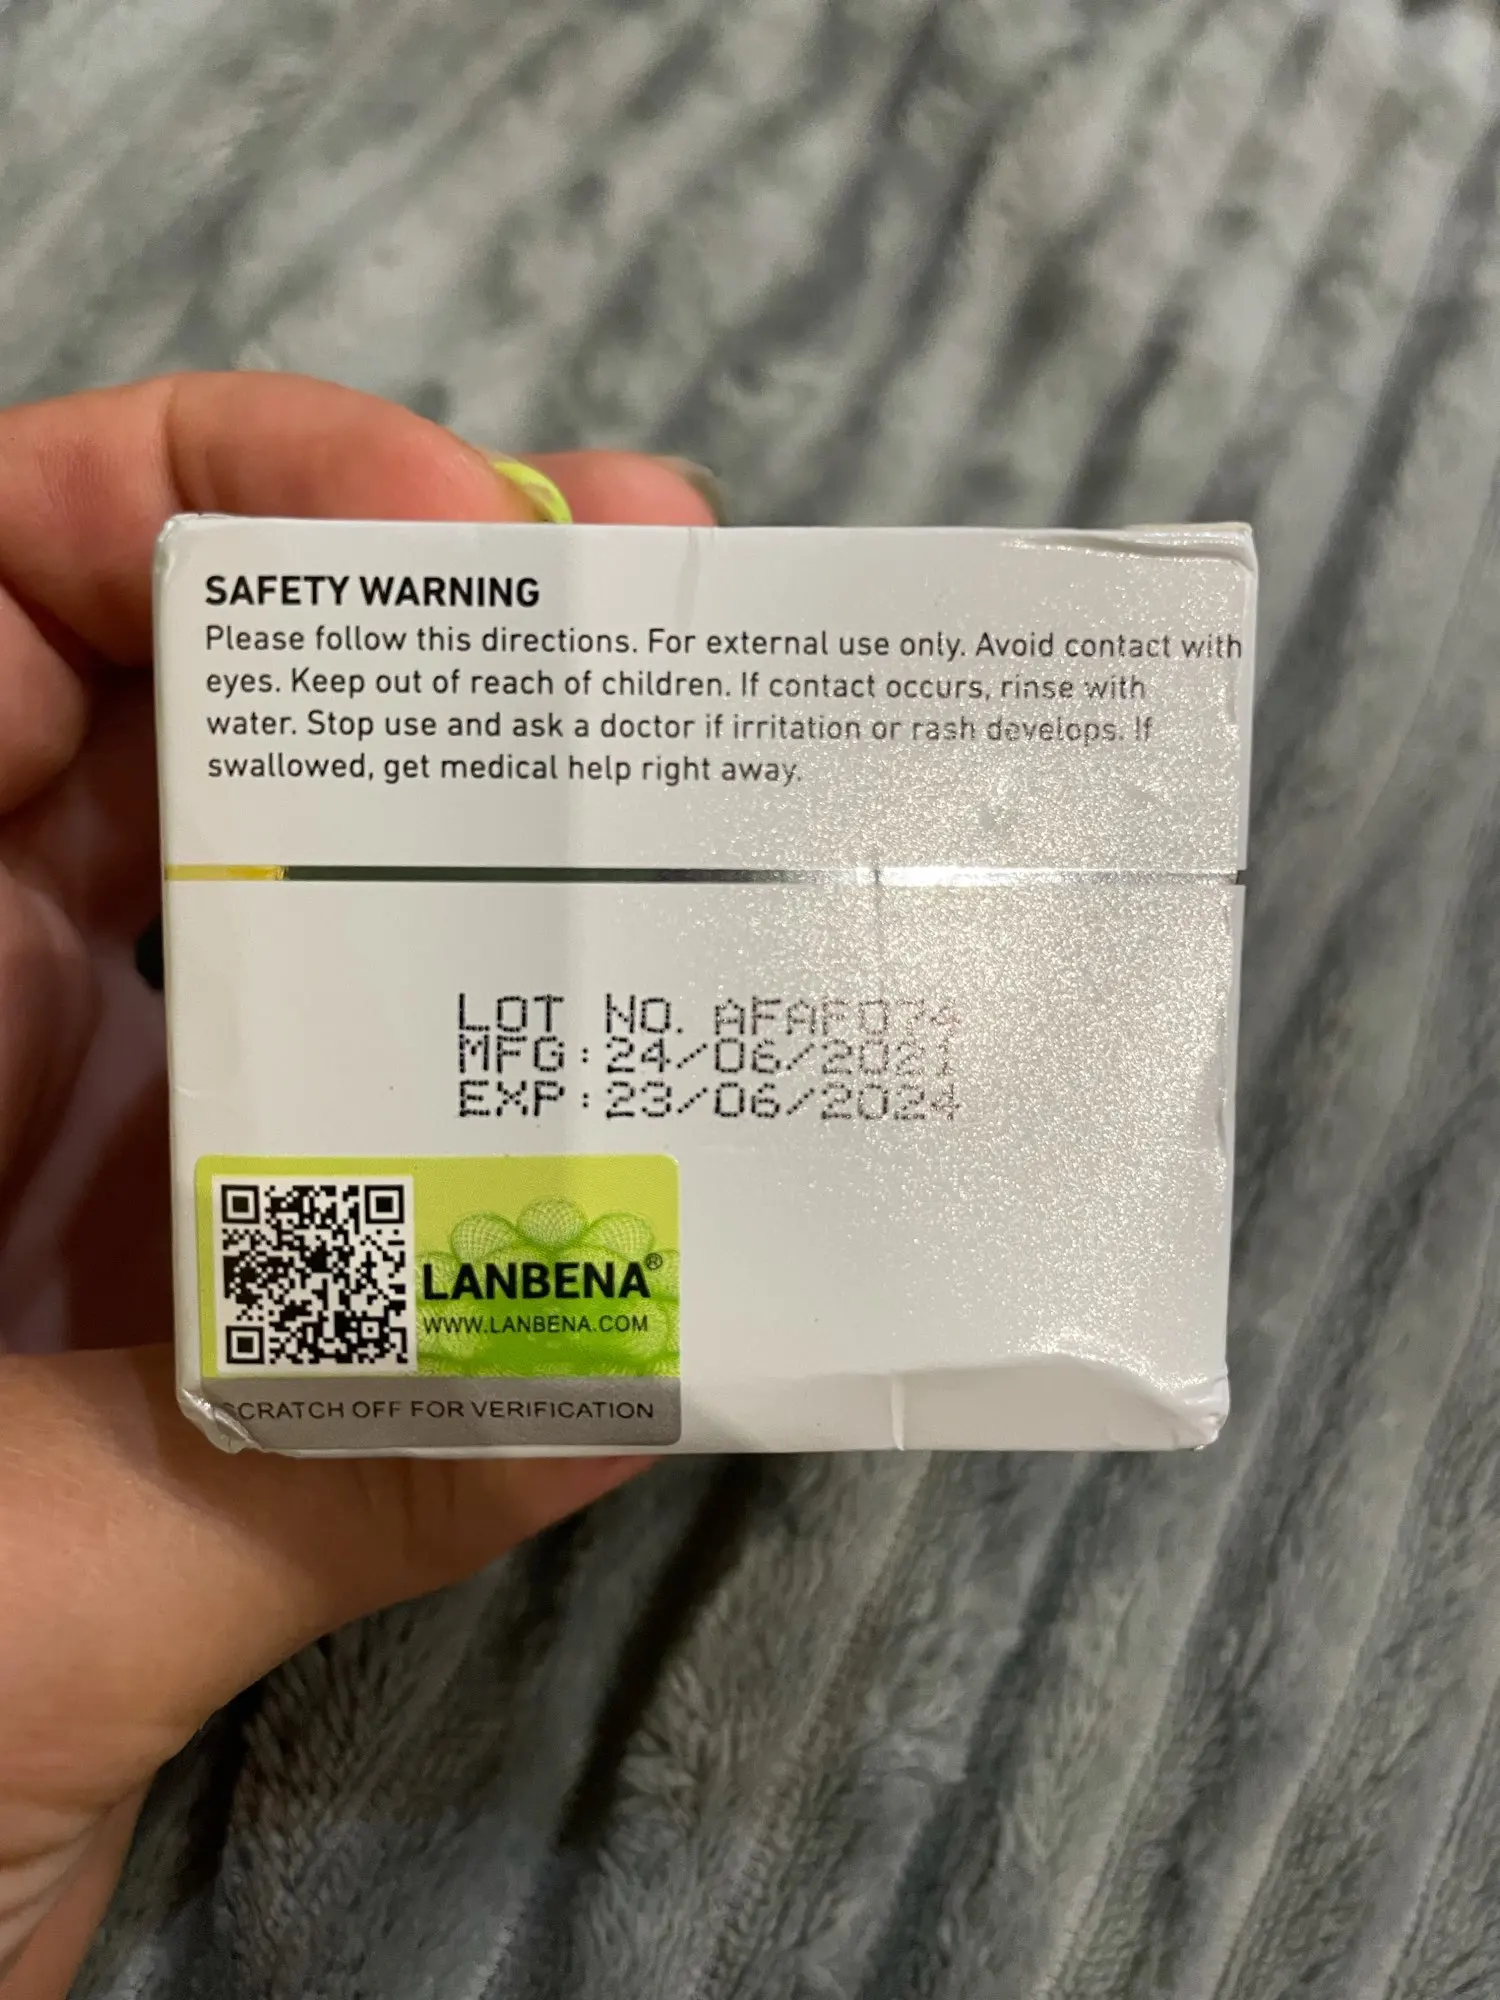 SAFETY WARNING
Please follow this directions. For external use only. Avoid contact with
eyes. Keep out of reach of children. If contact occurs, rinse with
water. Stop use and ask a doctor if irritation or rash develops. If
swallowed, get medical help right away.
LOT NO. AFAF074
MFG:24/06/2021
EXP:23/06/2024
LANBENA®
WWW.LANBENA.COM
SCRATCH OFF FOR VERIFICATION